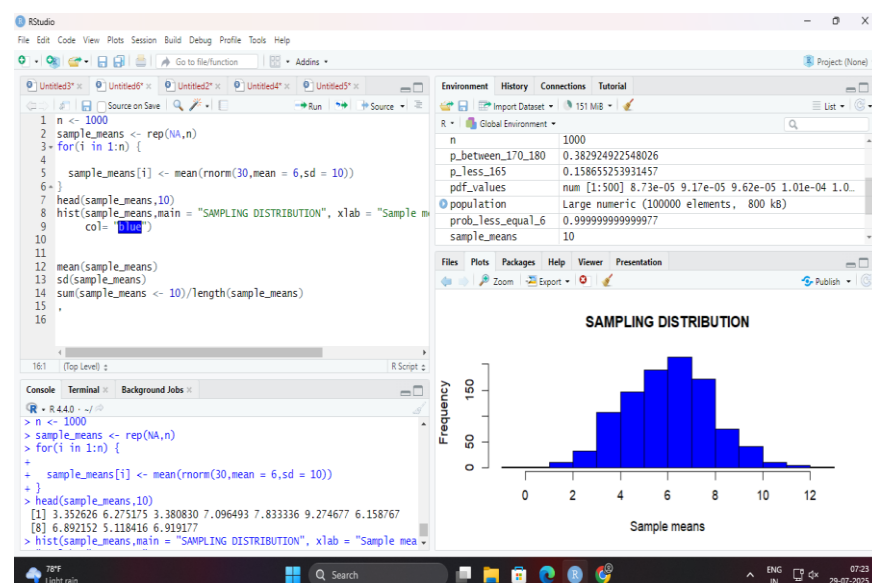 RStudio
File Edit Code View Plots Session Build Debug Profile Tools Help
Go to file/function Addins Project: (None)
Untitled3* Untitled6* Untitled2* Untitled4* Untitled5*
Source on Save Run Source
1 n <- 1000
2 sample_means <- rep(NA,n)
3 for(i in 1:n) {
4
5 sample_means[i] <- mean(rnorm(30,mean = 6,sd = 10))
6 }
7 head(sample_means,10)
8 hist(sample_means,main = "SAMPLING DISTRIBUTION", xlab = "Sample m
9 col= "blue")
10
11
12 mean(sample_means)
13 sd(sample_means)
14 sum(sample_means <- 10)/length(sample_means)
15 ,
16
16:1 (Top Level) R Script
Console Terminal Background Jobs
R 4.4.0 · ~/
> n <- 1000
> sample_means <- rep(NA,n)
> for(i in 1:n) {
+
+ sample_means[i] <- mean(rnorm(30,mean = 6,sd = 10))
+ }
> head(sample_means,10)
[1] 3.352626 6.275175 3.380830 7.096493 7.833336 9.274677 6.158767
[8] 6.892152 5.118416 6.919177
> hist(sample_means,main = "SAMPLING DISTRIBUTION", xlab = "Sample mea
Environment History Connections Tutorial
Import Dataset 151 MiB List
R Global Environment
n 1000
p_between_170_180 0.382924922548026
p_less_165 0.158655253931457
pdf_values num [1:500] 8.73e-05 9.17e-05 9.62e-05 1.01e-04 1.0..
population Large numeric (100000 elements, 800 kB)
prob_less_equal_6 0.999999999999977
sample_means 10
Files Plots Packages Help Viewer Presentation
Zoom Export Publish
SAMPLING DISTRIBUTION
Frequency
150
50
0
0 2 4 6 8 10 12
Sample means
78°F
Light rain
Search
ENG
IN
07:23
29-07-2025